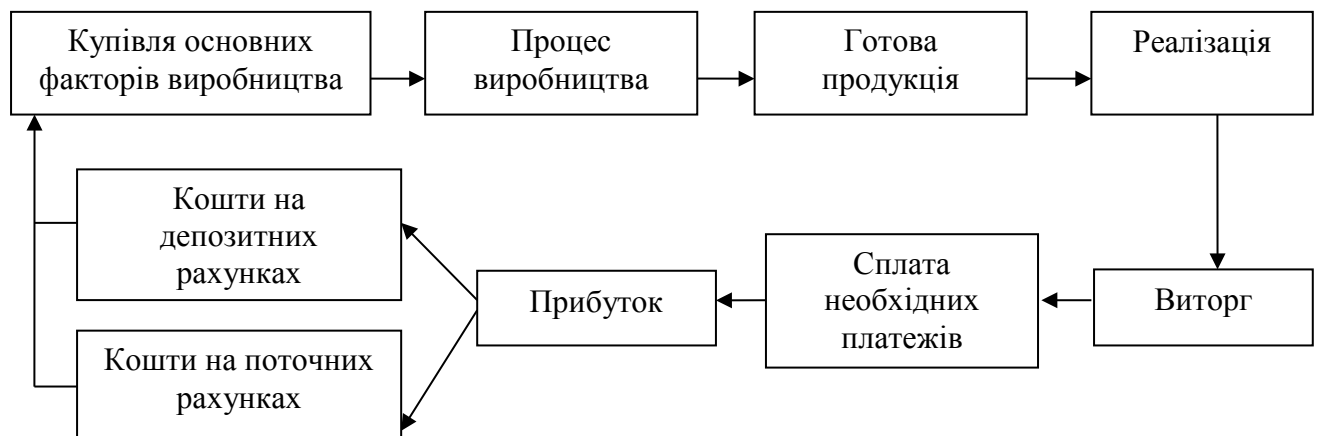 Купівля основних
факторів виробництва
Процес
виробництва
Готова
продукція
Реалізація
Кошти на
депозитних
рахунках
Сплата
необхідних
платежів
Прибуток
Виторг
Кошти на поточних
рахунках